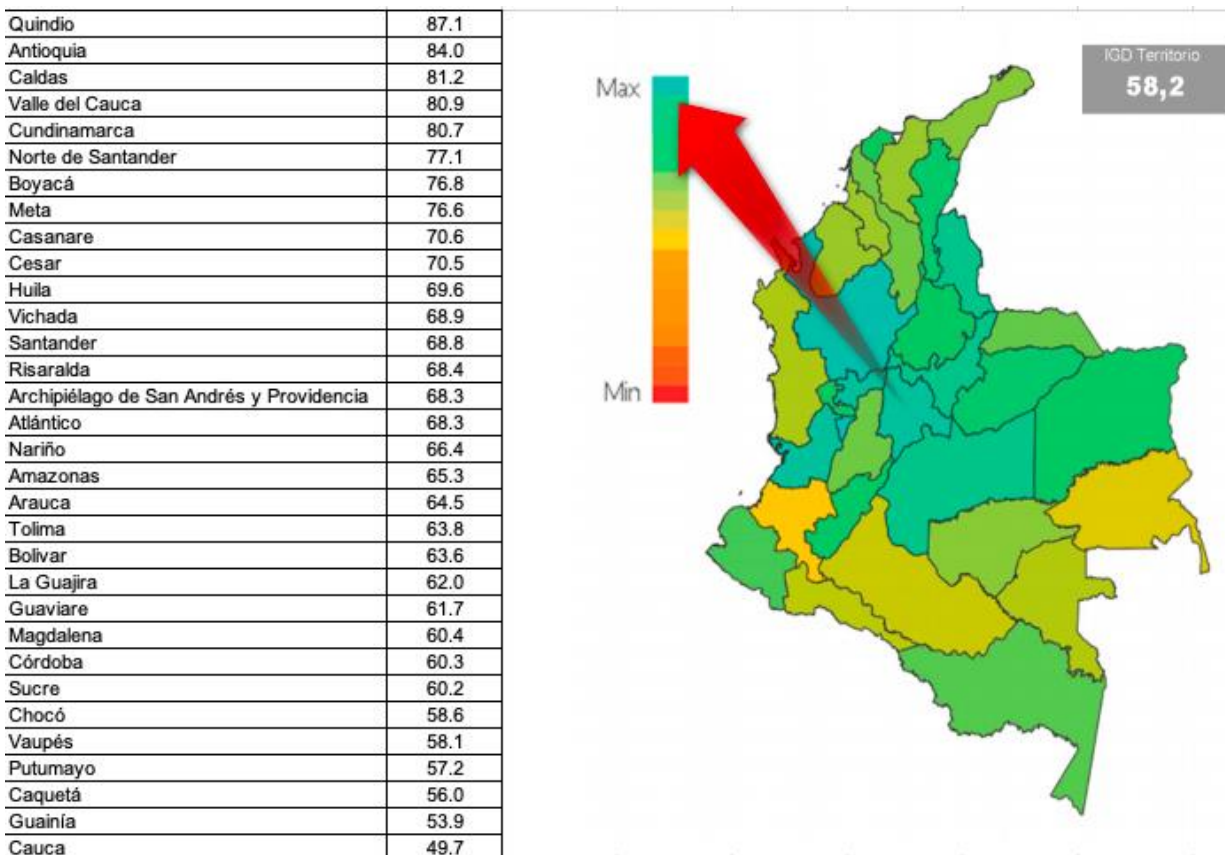 Quindio 87.1
Antioquia 84.0
Caldas 81.2
Valle del Cauca 80.9
Cundinamarca 80.7
Norte de Santander 77.1
Boyacá 76.8
Meta 76.6
Casanare 70.6
Cesar 70.5
Huila 69.6
Vichada 68.9
Santander 68.8
Risaralda 68.4
Archipiélago de San Andrés y Providencia 68.3
Atlántico 68.3
Nariño 66.4
Amazonas 65.3
Arauca 64.5
Tolima 63.8
Bolivar 63.6
La Guajira 62.0
Guaviare 61.7
Magdalena 60.4
Córdoba 60.3
Sucre 60.2
Chocó 58.6
Vaupés 58.1
Putumayo 57.2
Caquetá 56.0
Guainía 53.9
Cauca 49.7
Max
Min
IGD Territorio
58,2